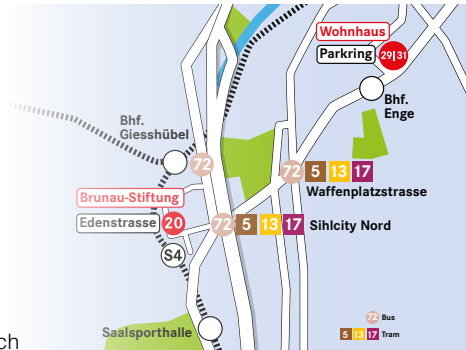 Wohnhaus
Parkring 29|31
Bhf.
Enge
Bhf.
Giesshübel
72
72 5 13 17
Waffenplatzstrasse
Brunau-Stiftung
Edenstrasse 20
72 5 13 17 Sihlcity Nord
S4
Saalsporthalle
ch
72 Bus
5 13 17 Tram